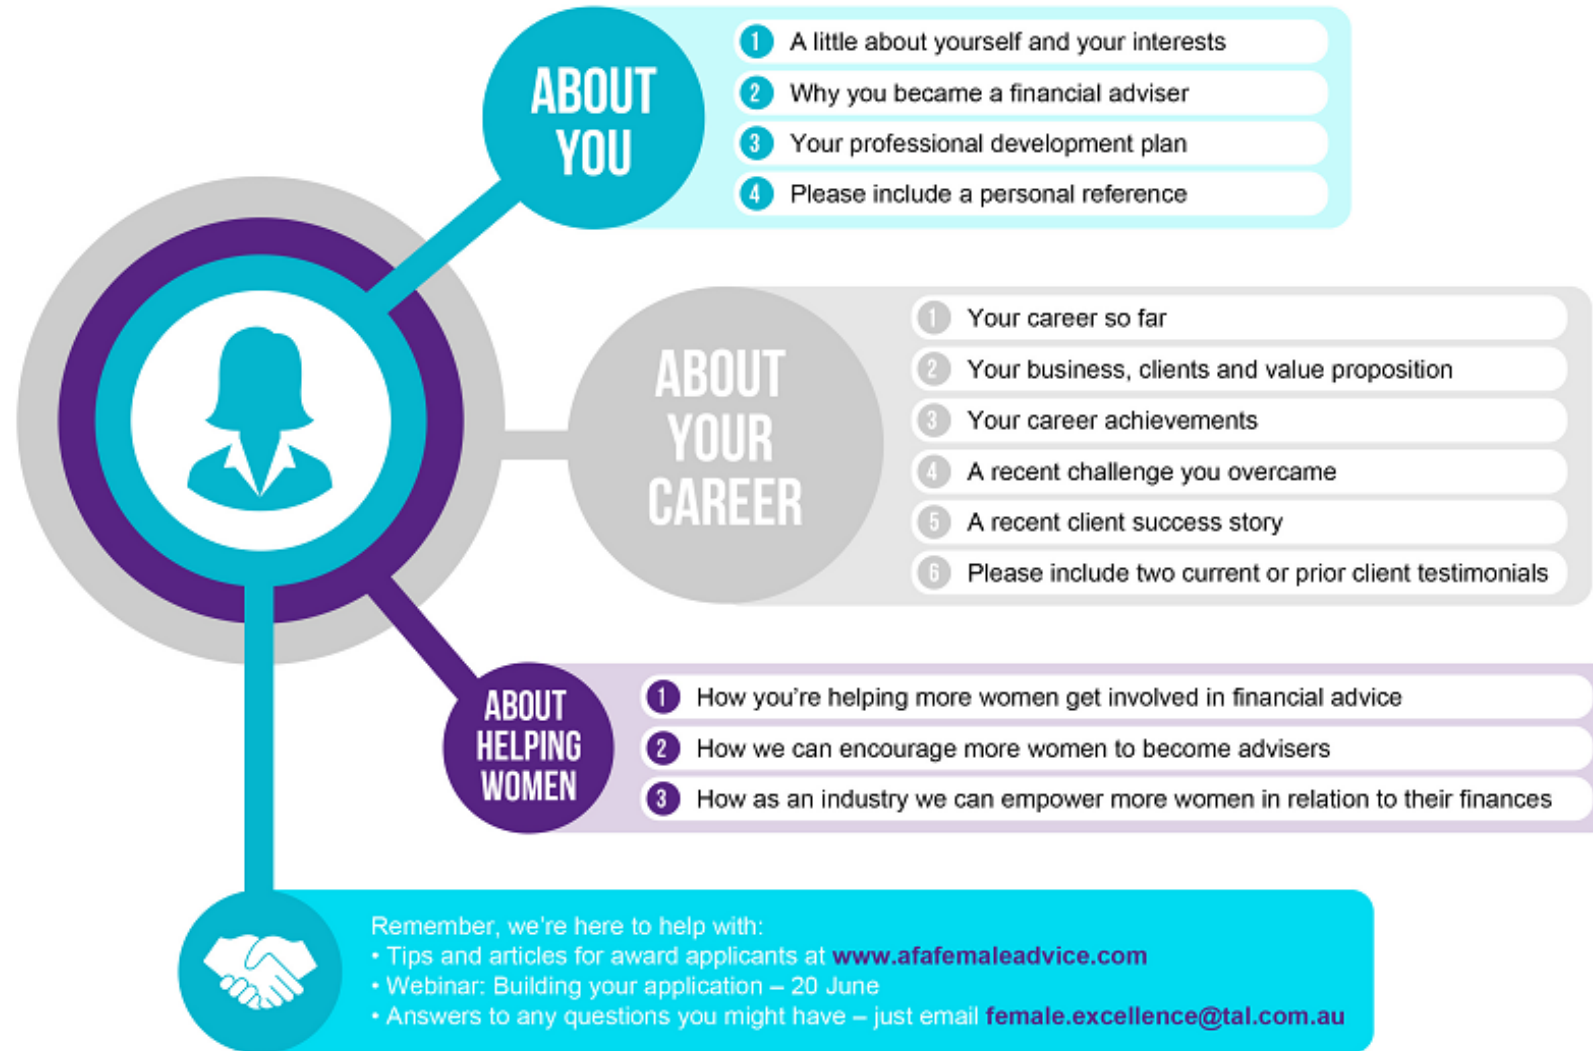 ABOUT
YOU
1 A little about yourself and your interests
2 Why you became a financial adviser
3 Your professional development plan
4 Please include a personal reference
ABOUT
YOUR
CAREER
1 Your career so far
2 Your business, clients and value proposition
3 Your career achievements
4 A recent challenge you overcame
5 A recent client success story
6 Please include two current or prior client testimonials
ABOUT
HELPING
WOMEN
1 How you’re helping more women get involved in financial advice
2 How we can encourage more women to become advisers
3 How as an industry we can empower more women in relation to their finances
Remember, we’re here to help with:
• Tips and articles for award applicants at www.afafemaleadvice.com
• Webinar: Building your application – 20 June
• Answers to any questions you might have – just email female.excellence@tal.com.au